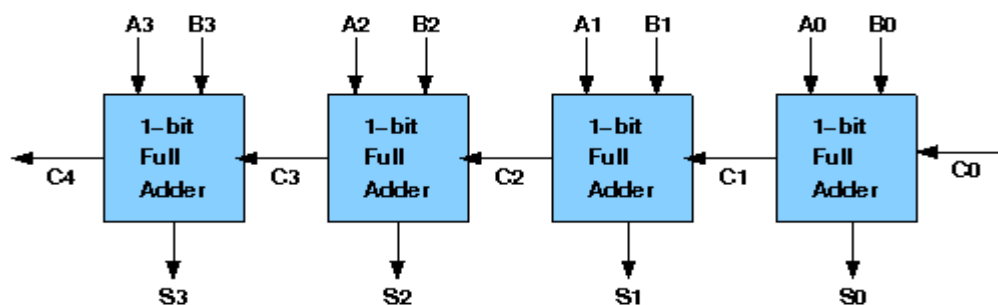 A3 B3 A2 B2 A1 B1 A0 B0
1-bit Full Adder
1-bit Full Adder
1-bit Full Adder
1-bit Full Adder
C4 C3 C2 C1 C0
S3 S2 S1 S0